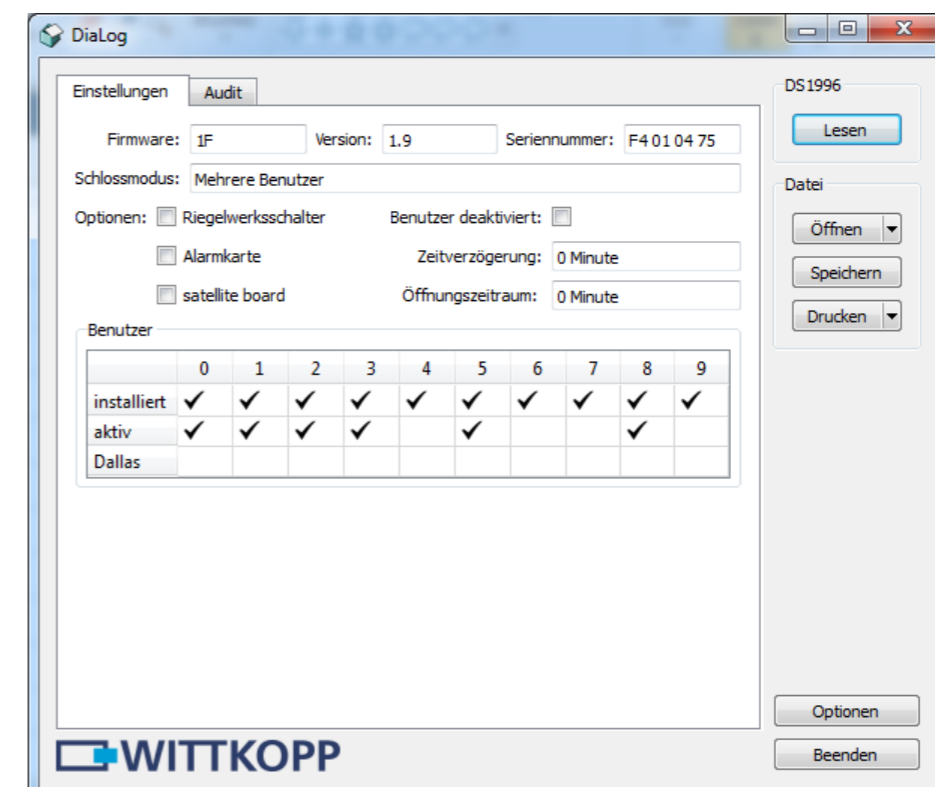 DiaLog
Einstellungen Audit
Firmware: 1F Version: 1.9 Seriennummer: F4 01 04 75
Schlossmodus: Mehrere Benutzer
Optionen: Riegelwerksschalter Benutzer deaktiviert:
Alarmkarte Zeitverzögerung: 0 Minute
satellite board Öffnungszeitraum: 0 Minute
Benutzer
0 1 2 3 4 5 6 7 8 9
installiert ✓ ✓ ✓ ✓ ✓ ✓ ✓ ✓ ✓ ✓
aktiv ✓ ✓ ✓ ✓ ✓ ✓
Dallas
DS1996
Lesen
Datei
Öffnen
Speichern
Drucken
Optionen
Beenden
WITTKOPP